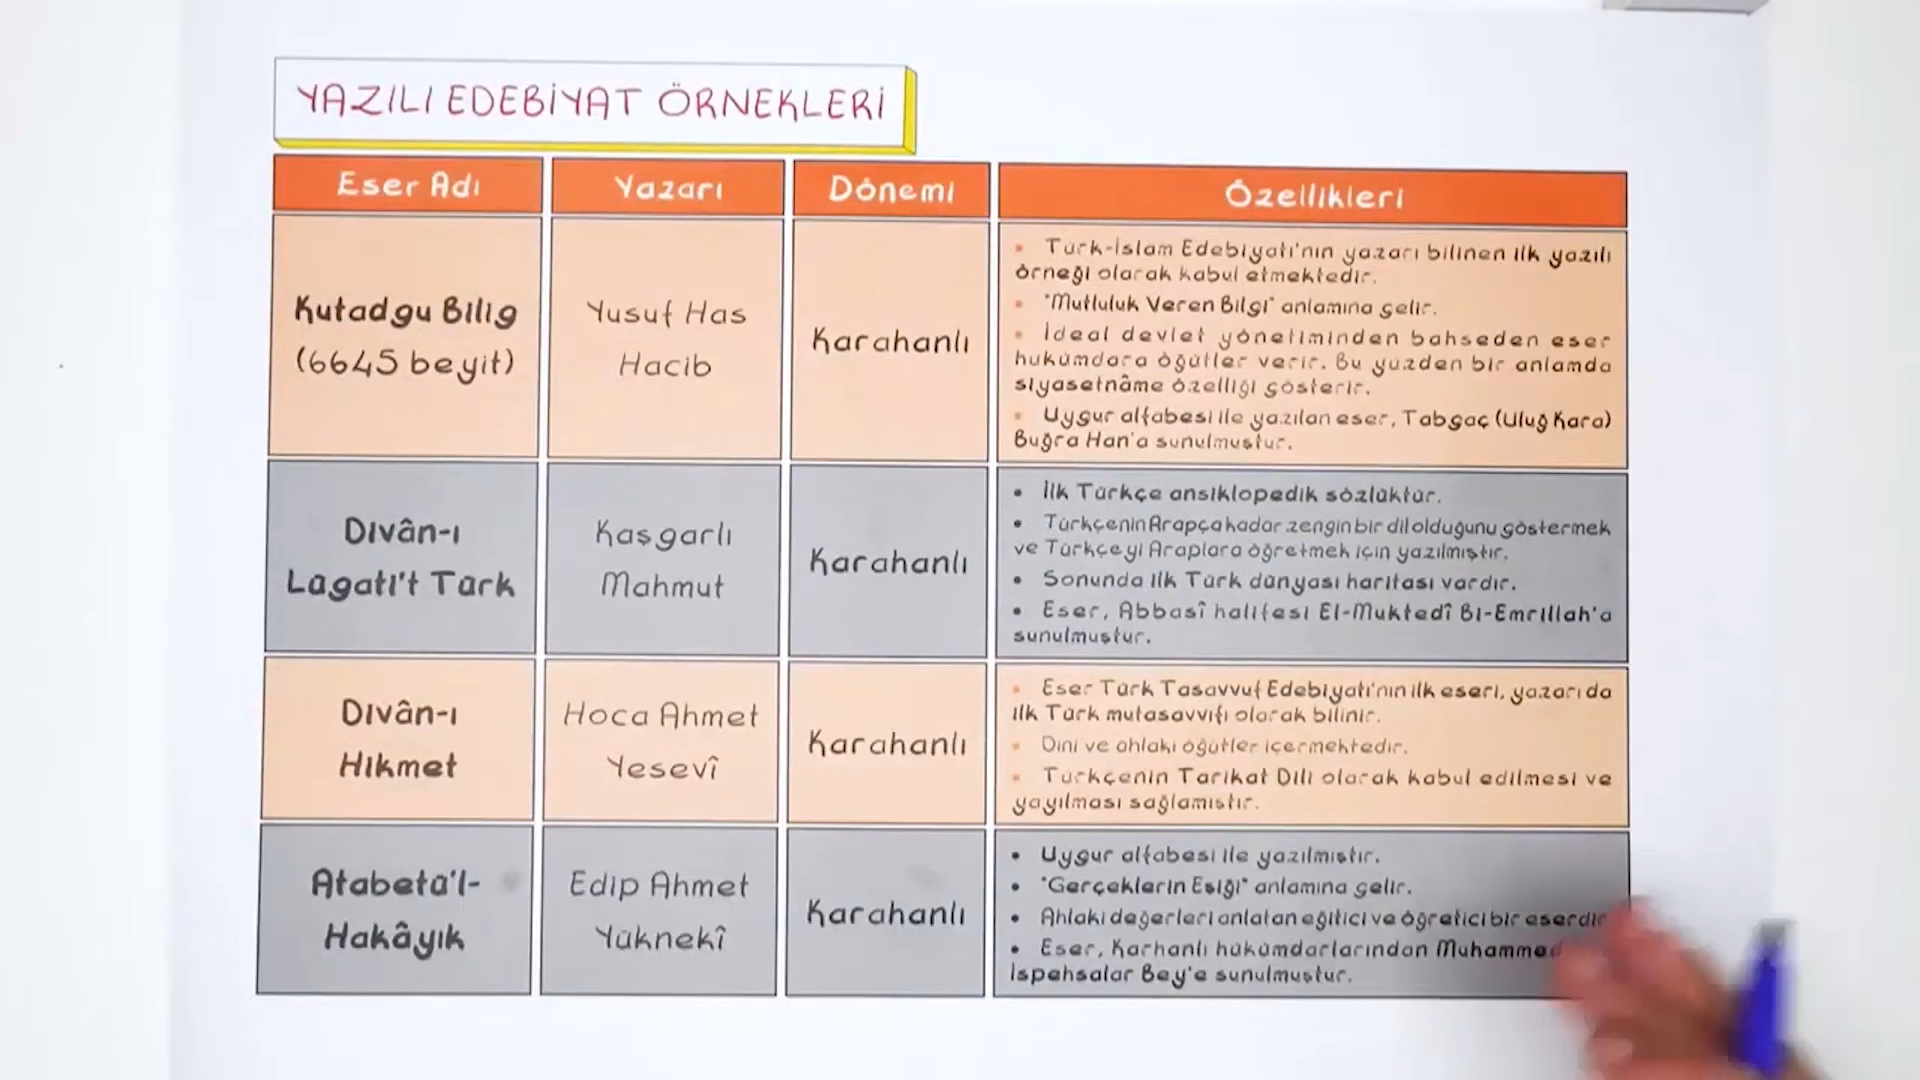 YAZILI EDEBİYAT ÖRNEKLERİ
Eser Adı
Yazarı
Dönemi
Özellikleri
Kutadgu Bilig
(6645 beyit)
Yusuf Has
Hacib
Karahanlı
• Türk-İslam Edebiyatı'nın yazarı bilinen ilk yazılı
örneği olarak kabul etmektedir.
• "Mutluluk Veren Bilgi" anlamına gelir.
• İdeal devlet yönetiminden bahseden eser
hükümdara öğütler verir. Bu yüzden bir anlamda
siyasetnâme özelliği gösterir.
• Uygur alfabesi ile yazılan eser, Tabgaç (Uluğ Kara)
Buğra Han'a sunulmuştur.
Divân-ı
Lügati't Türk
Kaşgarlı
Mahmut
Karahanlı
• İlk Türkçe ansiklopedik sözlüktür.
• Türkçenin Arapça kadar zengin bir dil olduğunu göstermek
ve Türkçeyi Araplara öğretmek için yazılmıştır.
• Sonunda ilk Türk dünyası haritası vardır.
• Eser, Abbasî halifesi El-Muktedî Bi-Emrillah'a
sunulmuştur.
Divân-ı
Hikmet
Hoca Ahmet
Yesevî
Karahanlı
• Eser Türk Tasavvuf Edebiyatı'nın ilk eseri, yazarı da
ilk Türk mutasavvıfı olarak bilinir.
• Dini ve ahlaki öğütler içermektedir.
• Türkçenin Tarikat Dili olarak kabul edilmesi ve
yayılması sağlamıştır.
Atabetü'l-
Hakâyık
Edip Ahmet
Yüknekî
Karahanlı
• Uygur alfabesi ile yazılmıştır.
• "Gerçeklerin Eşiği" anlamına gelir.
• Ahlaki değerleri anlatan eğitici ve öğretici bir eserdir
• Eser, Karhanlı hükümdarlarından Muhammed
İspehsalar Bey'e sunulmuştur.